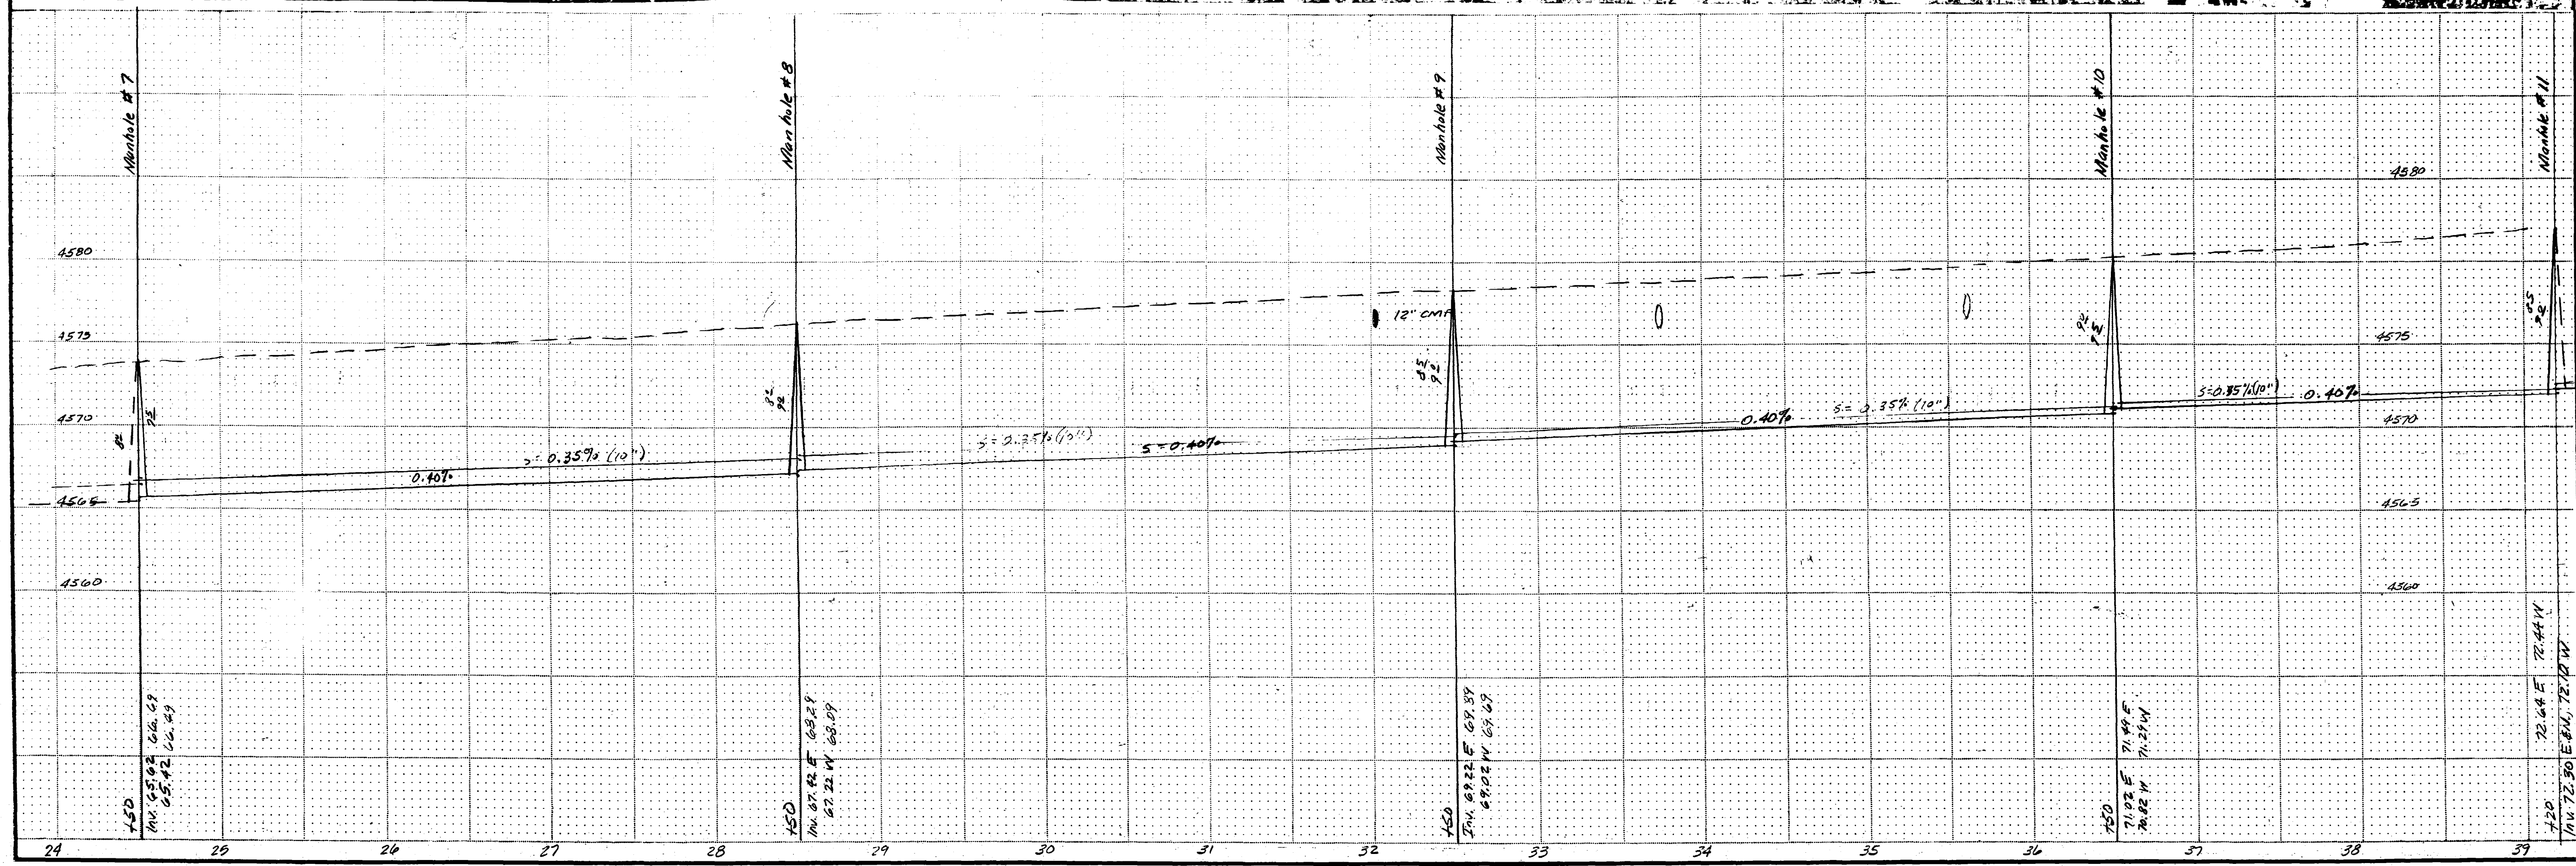 Manhole #7
Manhole #8
Manhole #9
Manhole #10
Manhole #11
4580
4580
4575
12" CMP
4575
4570
s=0.35%(10") 0.40%
4570
0.40% s= 0.35% (10")
s=0.35% (10") s=0.40%
s=0.35% (10")
0.40%
4565
4565
4560
4560
+50
Inv. 65.62 66.69
65.42 66.49
+50
Inv. 67.42 E 68.29
67.22 W 68.09
+50
Inv. 69.22 E 69.89
69.02 W 69.69
+50
71.02 E 71.49 E
70.82 W 71.29 W
72.64 E 72.44 W
+20
Inv. 72.30 E.&N., 72.10 W
24 25 26 27 28 29 30 31 32 33 34 35 36 37 38 39